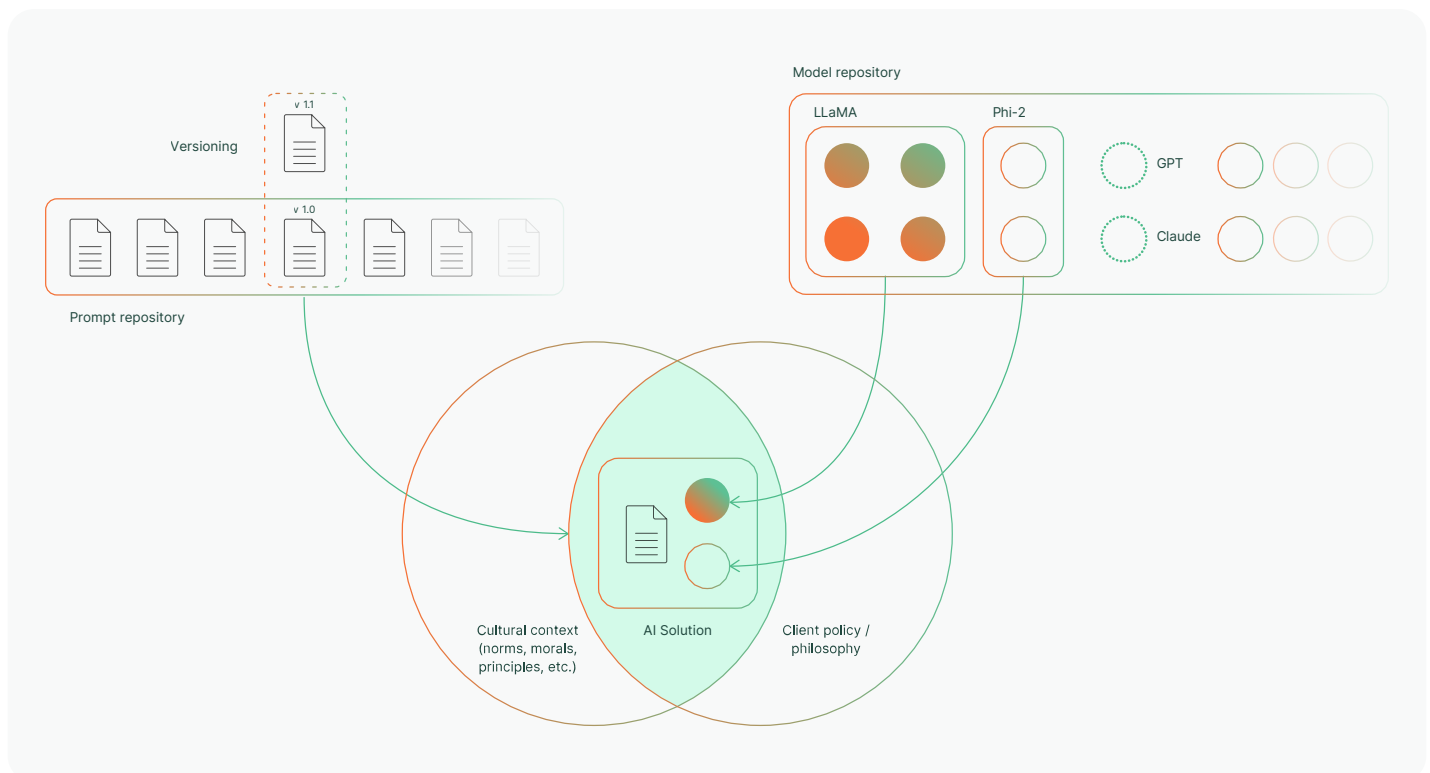 Model repository
v 1.1
LLaMA
Phi-2
Versioning
GPT
v 1.0
Claude
Prompt repository
Cultural context
(norms, morals,
principles, etc.)
AI Solution
Client policy /
philosophy